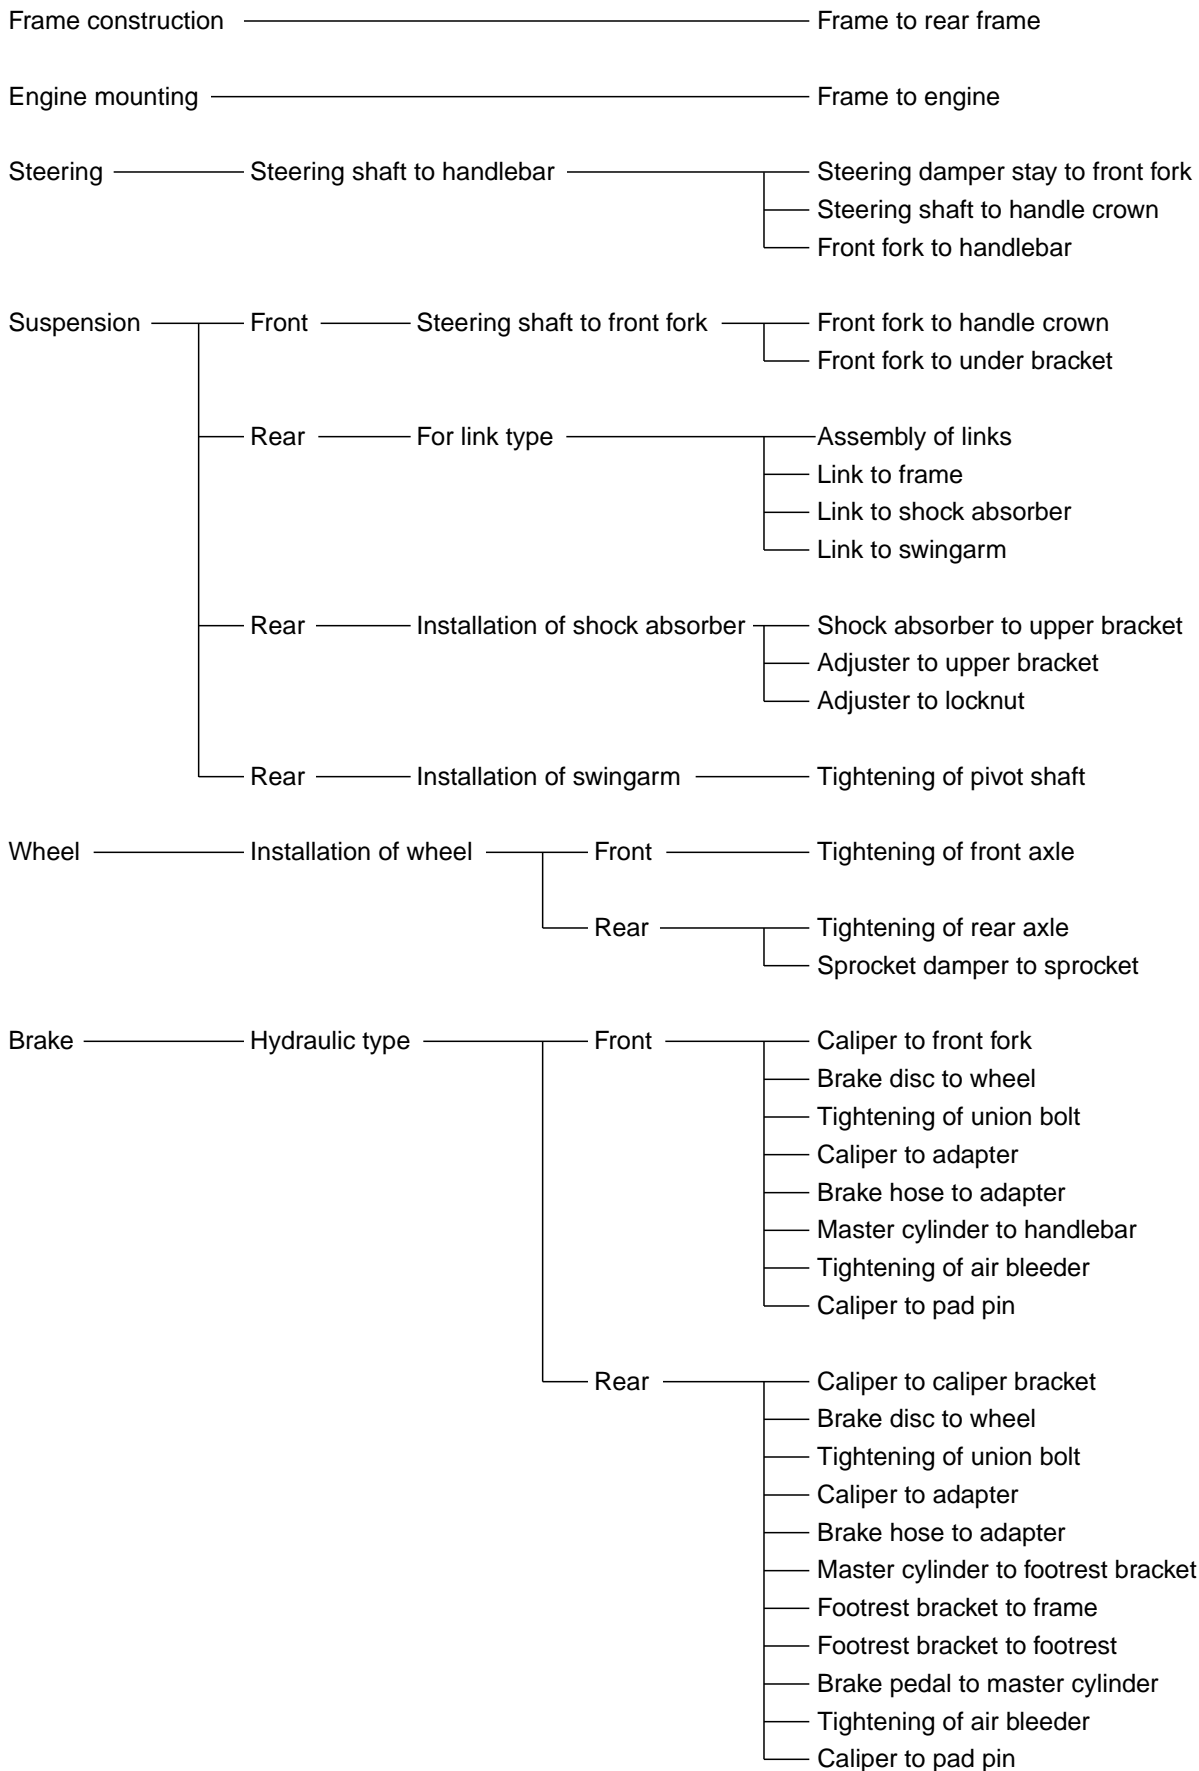 Frame construction Frame to rear frame
Engine mounting Frame to engine
Steering Steering shaft to handlebar Steering damper stay to front fork
Steering shaft to handle crown
Front fork to handlebar
Suspension Front Steering shaft to front fork Front fork to handle crown
Front fork to under bracket
Rear For link type Assembly of links
Link to frame
Link to shock absorber
Link to swingarm
Rear Installation of shock absorber Shock absorber to upper bracket
Adjuster to upper bracket
Adjuster to locknut
Rear Installation of swingarm Tightening of pivot shaft
Wheel Installation of wheel Front Tightening of front axle
Rear Tightening of rear axle
Sprocket damper to sprocket
Brake Hydraulic type Front Caliper to front fork
Brake disc to wheel
Tightening of union bolt
Caliper to adapter
Brake hose to adapter
Master cylinder to handlebar
Tightening of air bleeder
Caliper to pad pin
Rear Caliper to caliper bracket
Brake disc to wheel
Tightening of union bolt
Caliper to adapter
Brake hose to adapter
Master cylinder to footrest bracket
Footrest bracket to frame
Footrest bracket to footrest
Brake pedal to master cylinder
Tightening of air bleeder
Caliper to pad pin